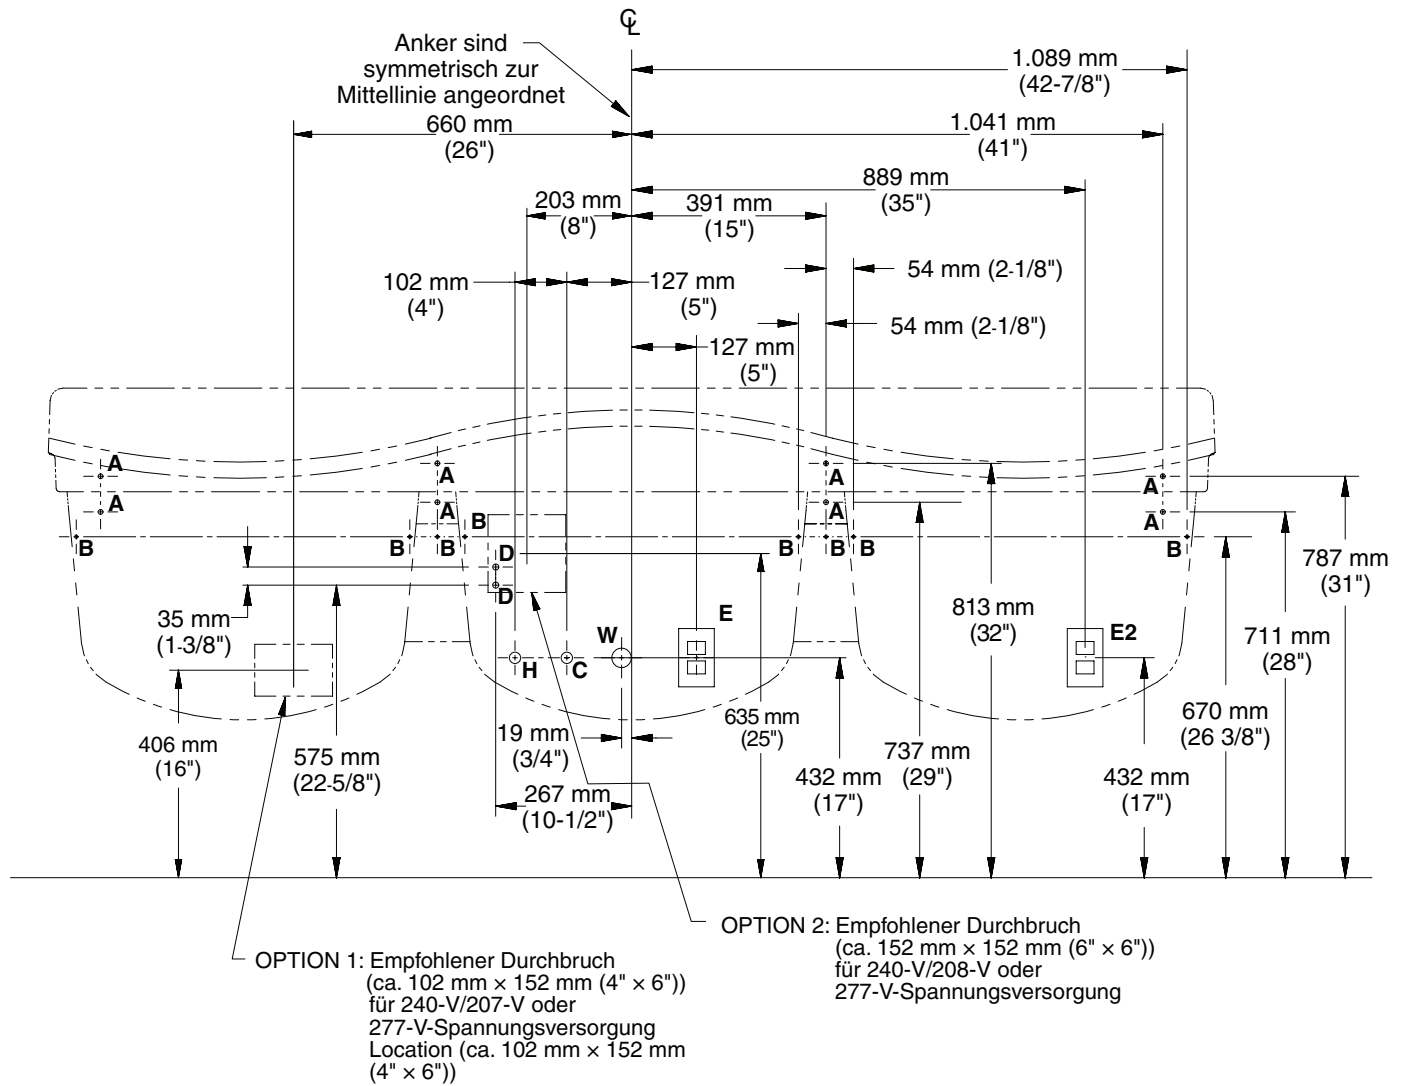 ℄
Anker sind
symmetrisch zur
Mittellinie angeordnet
1.089 mm
(42-7/8")
660 mm
(26")
1.041 mm
(41")
889 mm
(35")
203 mm
(8")
391 mm
(15")
54 mm (2-1/8")
102 mm
(4")
127 mm
(5")
54 mm (2-1/8")
127 mm
(5")
A
A
A
A
A
A
A
A
B
B
B
B
B
B
B
B
D
D
787 mm
(31")
35 mm
(1-3/8")
813 mm
(32")
E
E2
W
H
C
711 mm
(28")
670 mm
(26 3/8")
635 mm
(25")
19 mm
(3/4")
406 mm
(16")
575 mm
(22-5/8")
737 mm
(29")
432 mm
(17")
432 mm
(17")
267 mm
(10-1/2")
OPTION 2: Empfohlener Durchbruch
(ca. 152 mm × 152 mm (6" × 6"))
für 240-V/208-V oder
277-V-Spannungsversorgung
OPTION 1: Empfohlener Durchbruch
(ca. 102 mm × 152 mm (4" × 6"))
für 240-V/207-V oder
277-V-Spannungsversorgung
Location (ca. 102 mm × 152 mm
(4" × 6"))